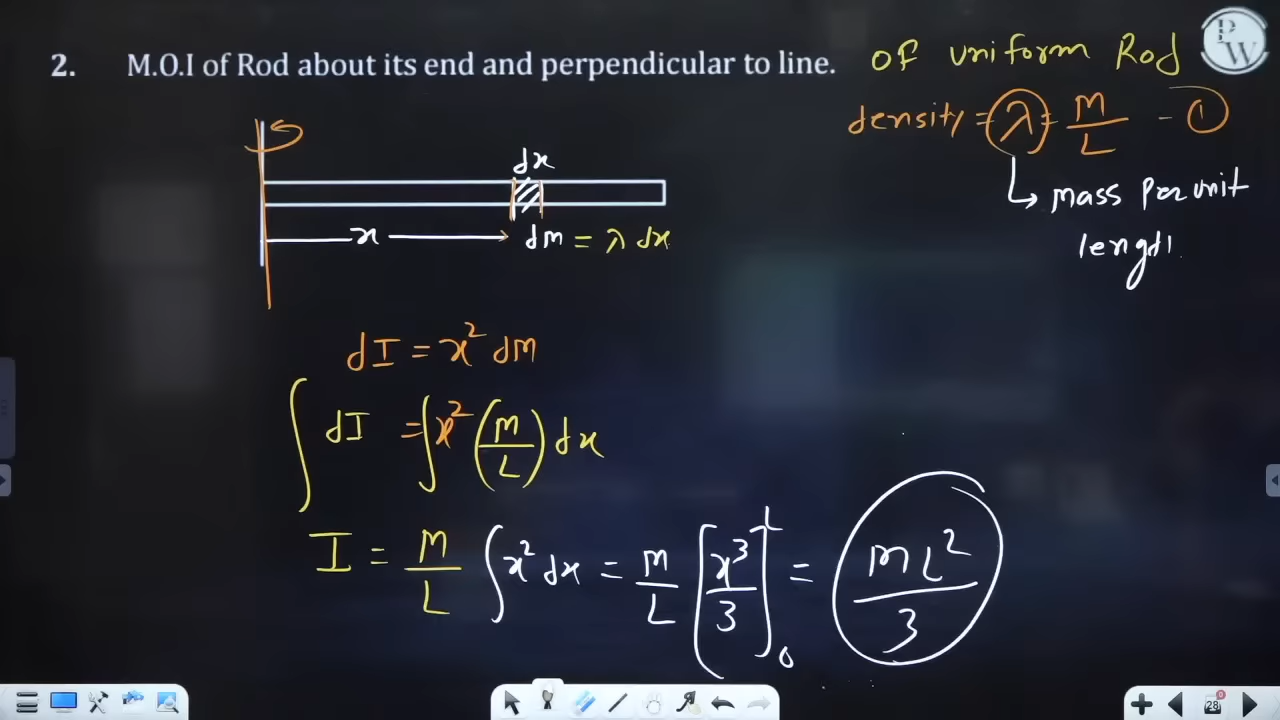 2. M.O.I of Rod about its end and perpendicular to line. of uniform Rod
P
W
density = λ = M/L - ①
↳ mass per unit
length
dx
x
dm = λ dx
dI = x² dm
∫ dI = ∫ x² (M/L) dx
I = M/L ∫ x² dx = M/L [x³/3]₀ᴸ = ML²/3
28